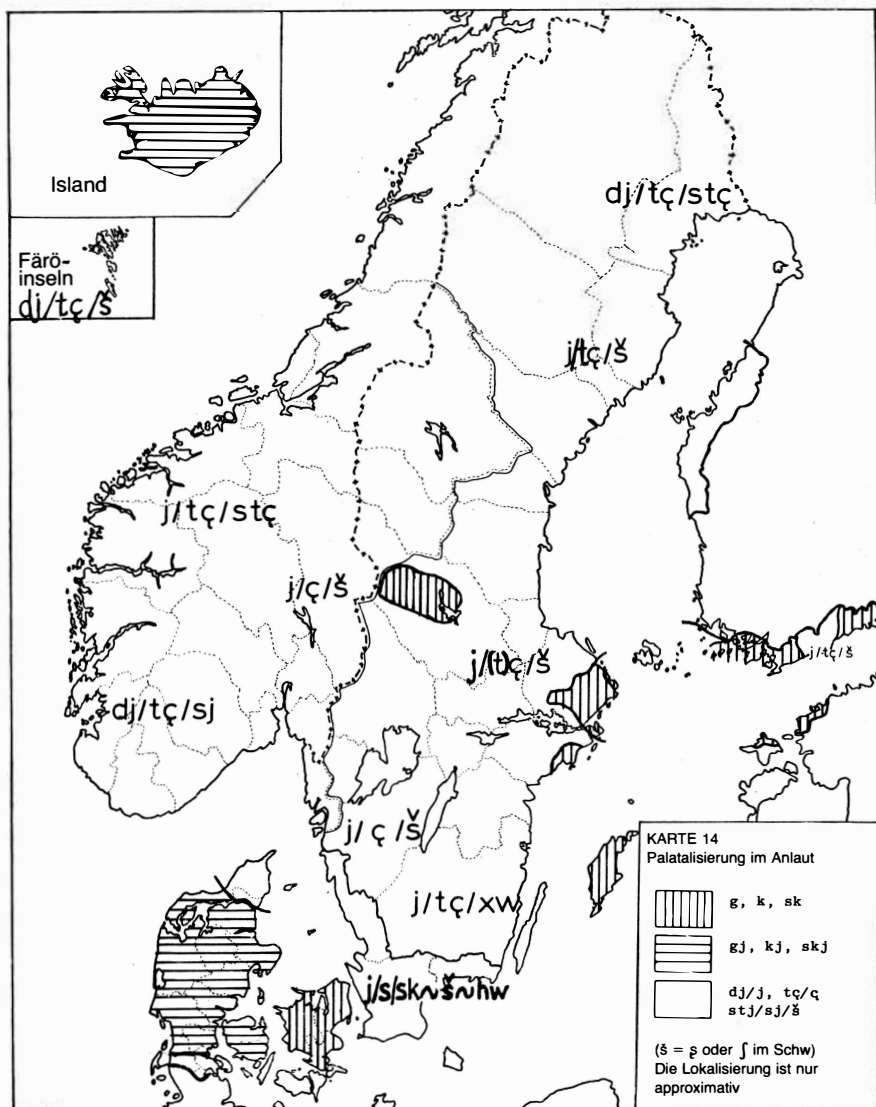 Island
Färö-
inseln
dj/tç/š
dj/tç/stç
j/tç/š
j/tç/stç
j/ç/š
j/(t)ç/š
j/tç/š
dj/tç/sj
j/ç/š
j/tç/xw
j/s/sk~š~hw
KARTE 14
Palatalisierung im Anlaut
g, k, sk
gj, kj, skj
dj/j, tç/ç
stj/sj/š
(š = ʂ oder ʃ im Schw)
Die Lokalisierung ist nur
approximativ